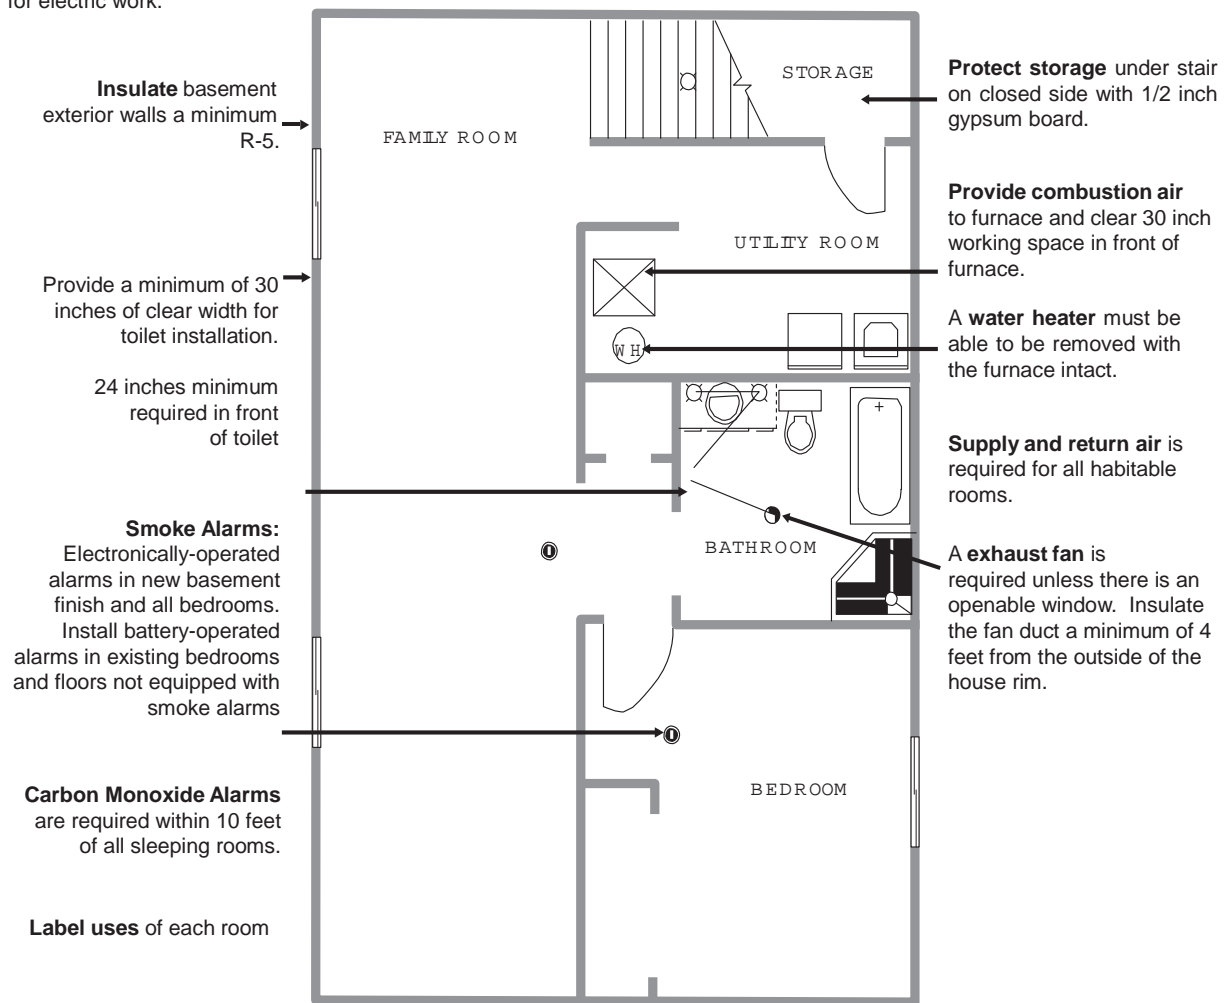 for electric work.
Insulate basement
exterior walls a minimum
R-5.
Provide a minimum of 30
inches of clear width for
toilet installation.
24 inches minimum
required in front
of toilet
Smoke Alarms:
Electronically-operated
alarms in new basement
finish and all bedrooms.
Install battery-operated
alarms in existing bedrooms
and floors not equipped with
smoke alarms
Carbon Monoxide Alarms
are required within 10 feet
of all sleeping rooms.
Label uses of each room
FAMILY ROOM
STORAGE
UTILITY ROOM
WH
BATHROOM
BEDROOM
Protect storage under stair
on closed side with 1/2 inch
gypsum board.
Provide combustion air
to furnace and clear 30 inch
working space in front of
furnace.
A water heater must be
able to be removed with
the furnace intact.
Supply and return air is
required for all habitable
rooms.
A exhaust fan is
required unless there is an
openable window. Insulate
the fan duct a minimum of 4
feet from the outside of the
house rim.